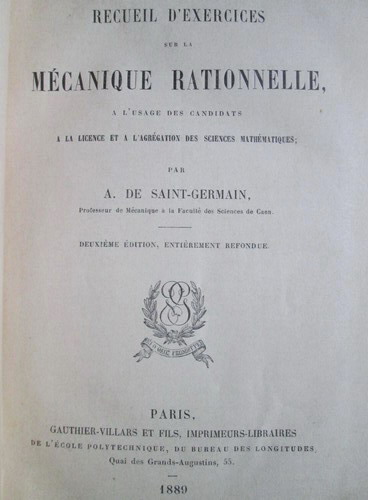 RECUEIL D'EXERCICES
SUR LA
MÉCANIQUE RATIONNELLE,
A L'USAGE DES CANDIDATS
A LA LICENCE ET A L'AGRÉGATION DES SCIENCES MATHÉMATIQUES;
PAR
A. DE SAINT-GERMAIN,
Professeur de Mécanique à la Faculté des Sciences de Caen.
DEUXIÈME ÉDITION, ENTIÈREMENT REFONDUE.
PARIS,
GAUTHIER-VILLARS ET FILS, IMPRIMEURS-LIBRAIRES
DE L'ÉCOLE POLYTECHNIQUE, DU BUREAU DES LONGITUDES,
Quai des Grands-Augustins, 55.
1889